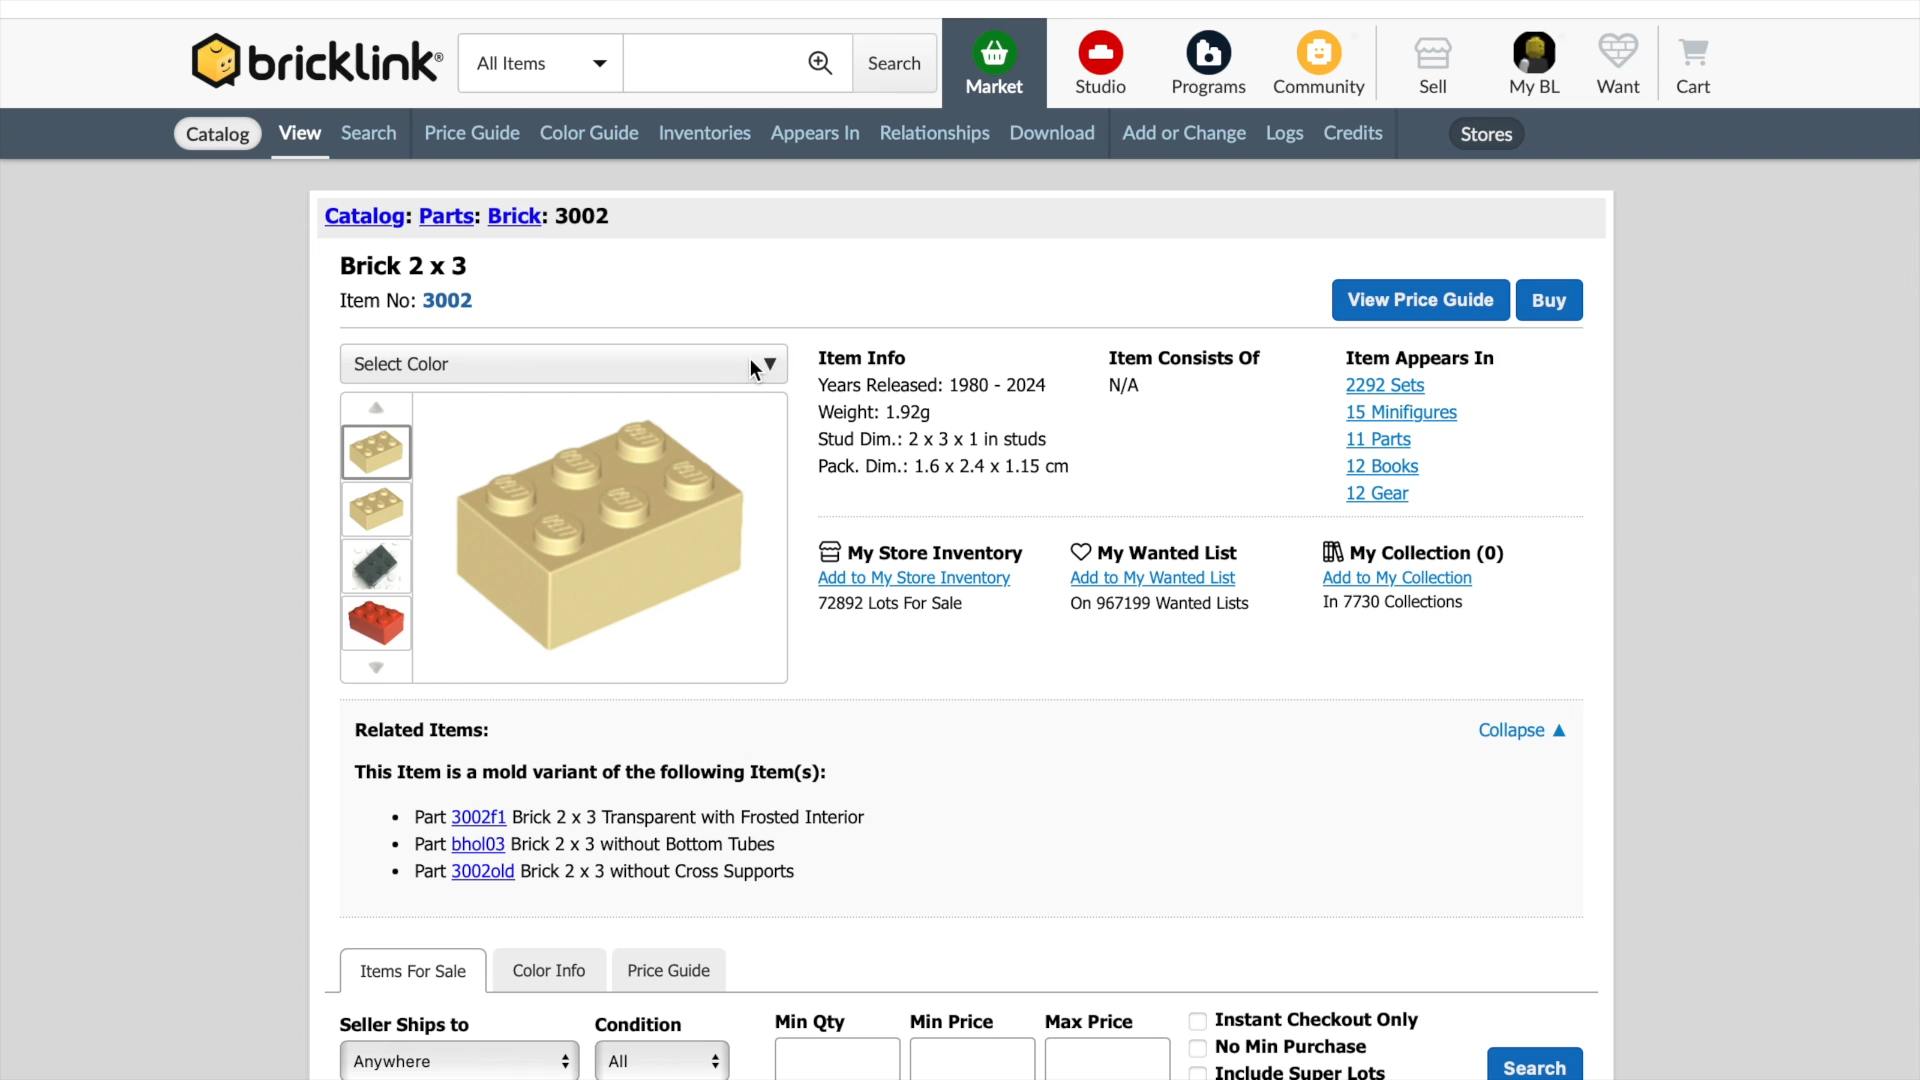 bricklink®
All Items
Search
Market
Studio
Programs
Community
Sell
My BL
Want
Cart
Catalog
View
Search
Price Guide
Color Guide
Inventories
Appears In
Relationships
Download
Add or Change
Logs
Credits
Stores
Catalog: Parts: Brick: 3002
Brick 2 x 3
Item No: 3002
View Price Guide
Buy
Select Color
Item Info
Years Released: 1980 - 2024
Weight: 1.92g
Stud Dim.: 2 x 3 x 1 in studs
Pack. Dim.: 1.6 x 2.4 x 1.15 cm
Item Consists Of
N/A
Item Appears In
2292 Sets
15 Minifigures
11 Parts
12 Books
12 Gear
My Store Inventory
Add to My Store Inventory
72892 Lots For Sale
My Wanted List
Add to My Wanted List
On 967199 Wanted Lists
My Collection (0)
Add to My Collection
In 7730 Collections
Related Items:
Collapse ▲
This Item is a mold variant of the following Item(s):
• Part 3002f1 Brick 2 x 3 Transparent with Frosted Interior
• Part bhol03 Brick 2 x 3 without Bottom Tubes
• Part 3002old Brick 2 x 3 without Cross Supports
Items For Sale
Color Info
Price Guide
Seller Ships to
Anywhere
Condition
All
Min Qty
Min Price
Max Price
Instant Checkout Only
No Min Purchase
Include Super Lots
Search